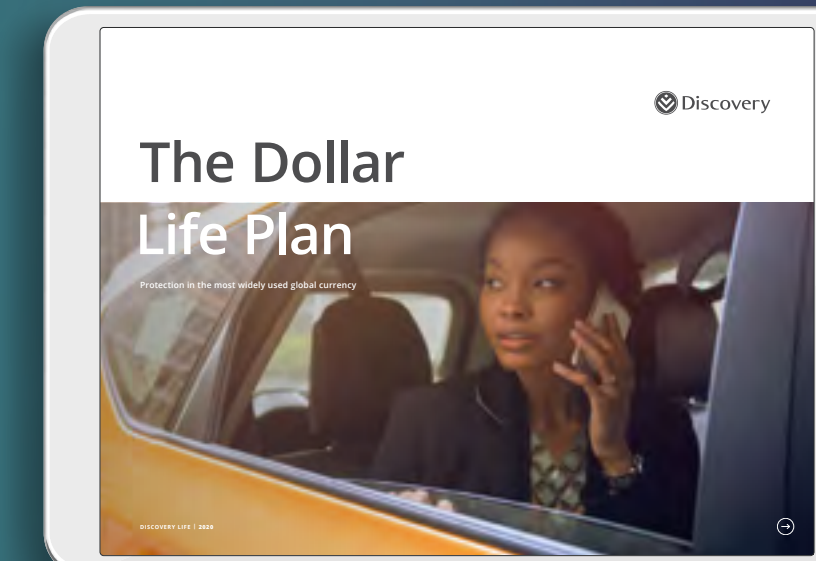 Discovery
The Dollar
Life Plan
Protection in the most widely used global currency
DISCOVERY LIFE | 2020